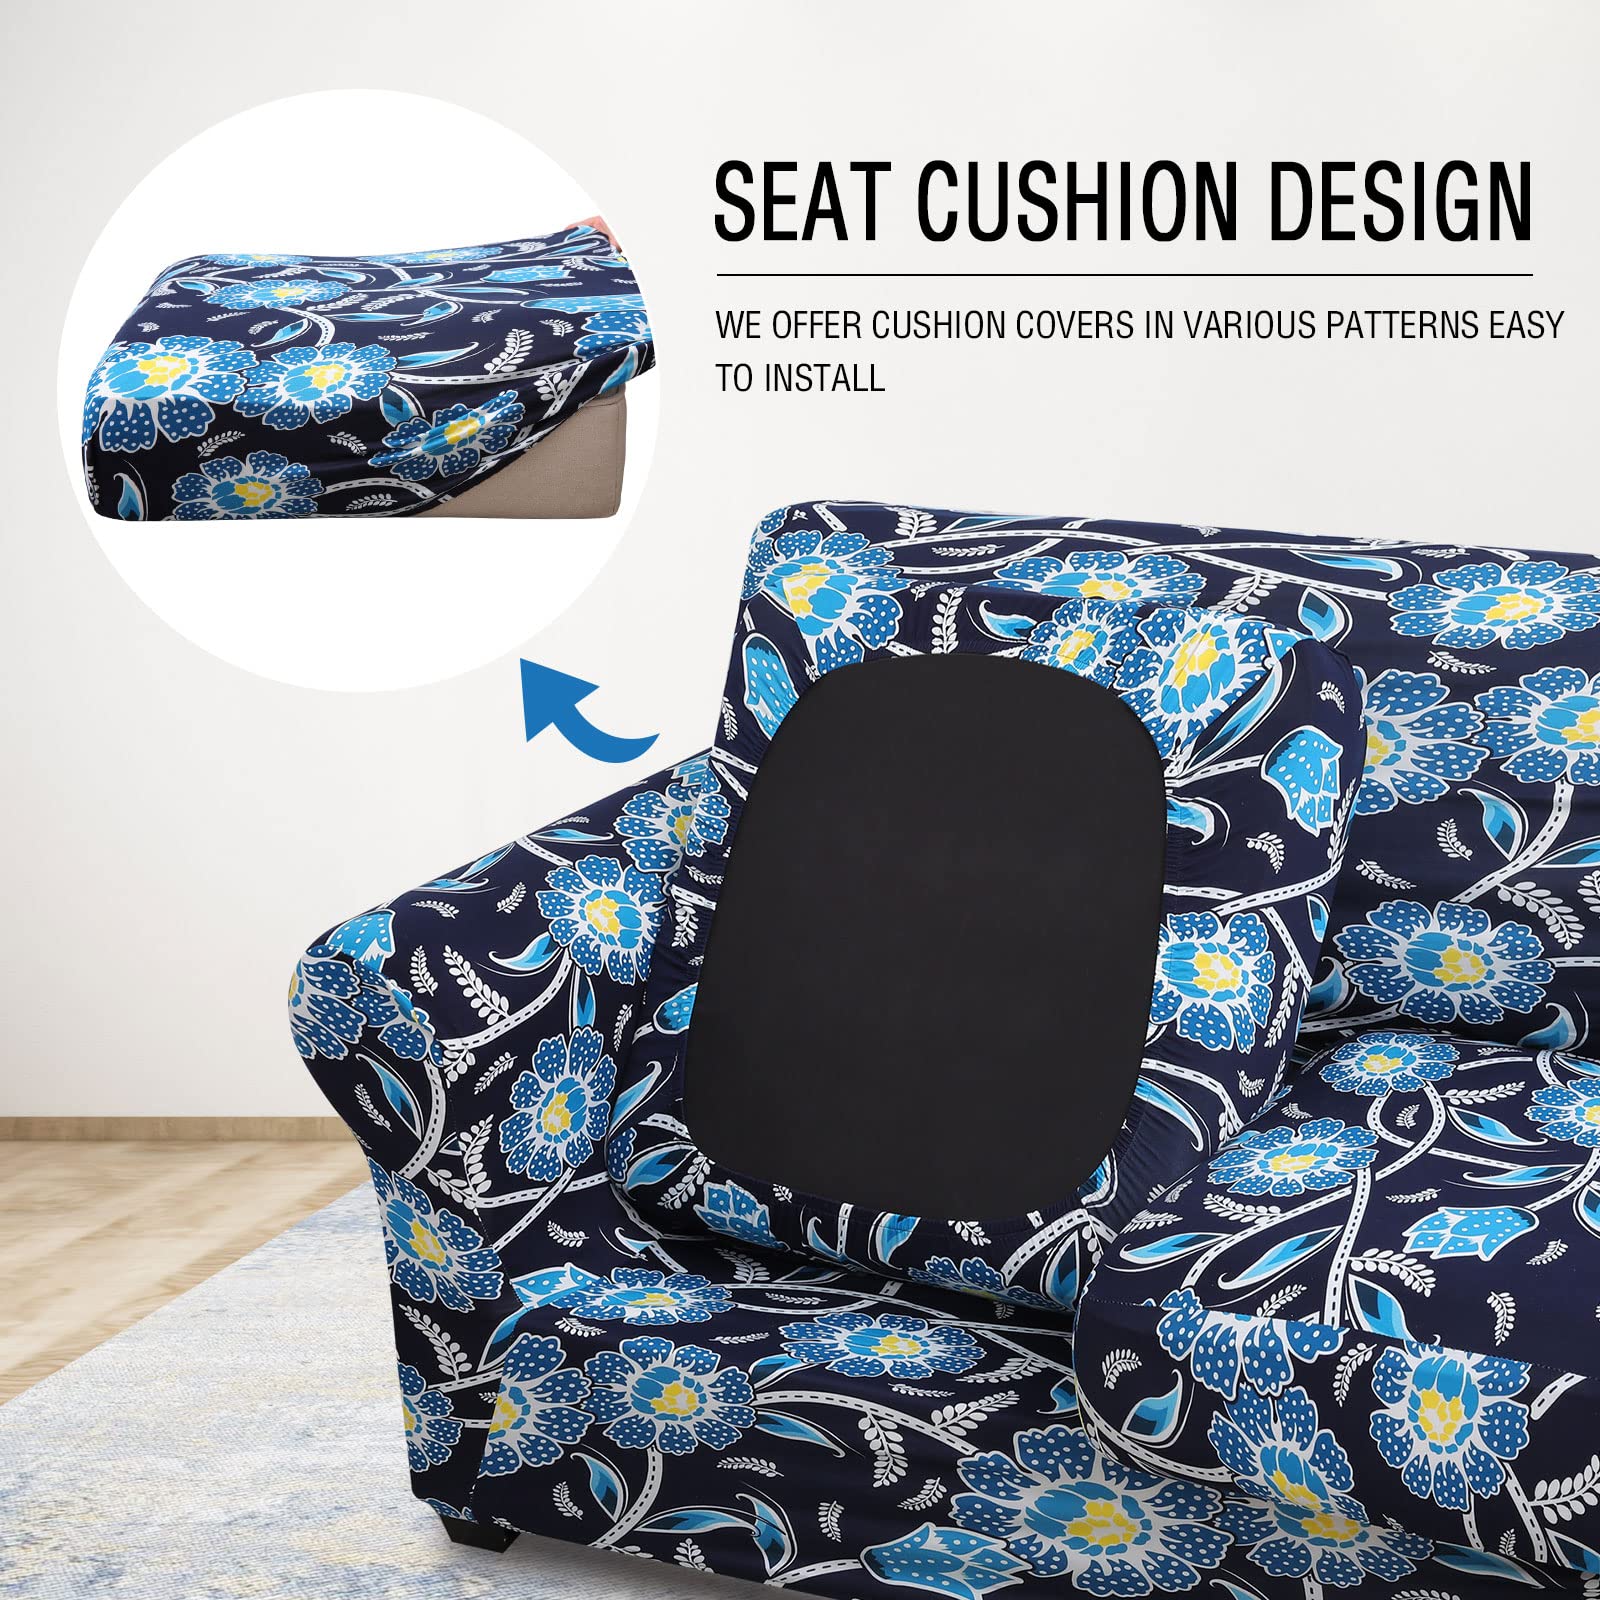 SEAT CUSHION DESIGN
WE OFFER CUSHION COVERS IN VARIOUS PATTERNS EASY
TO INSTALL